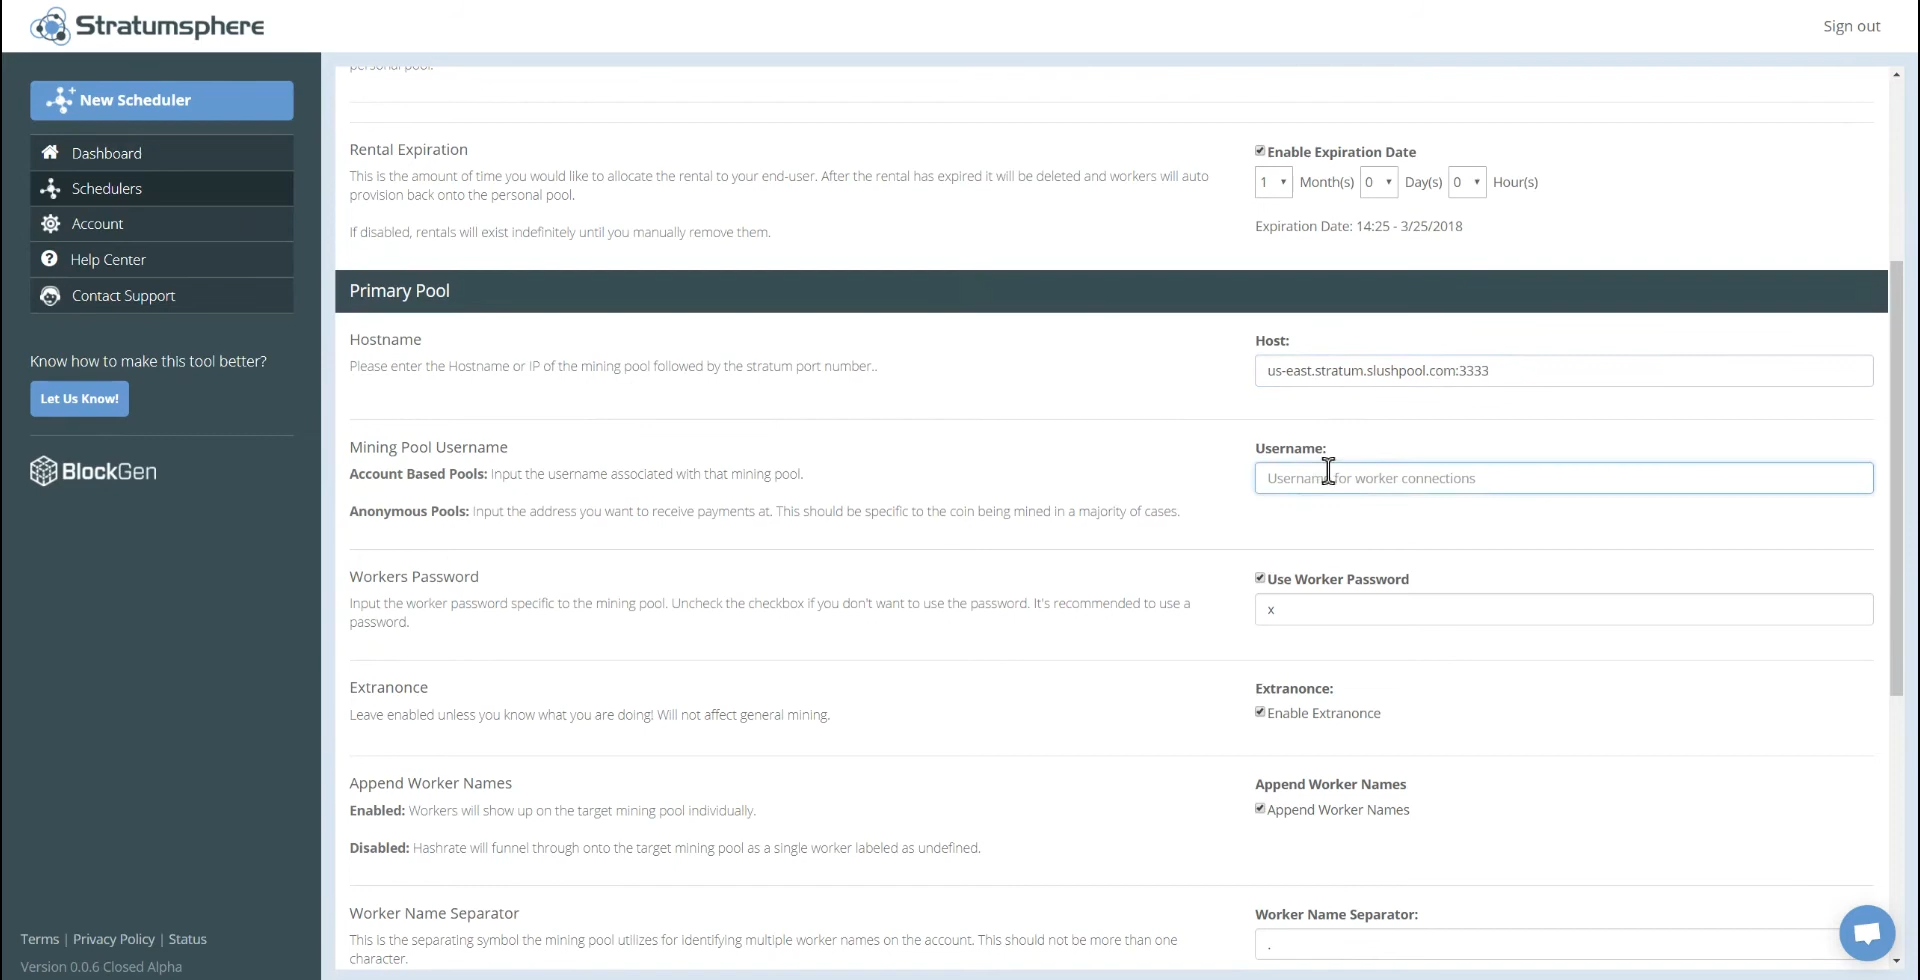 Stratumsphere
Sign out
New Scheduler
Dashboard
Schedulers
Account
Help Center
Contact Support
Know how to make this tool better?
Let Us Know!
BlockGen
Terms | Privacy Policy | Status
Version 0.0.6 Closed Alpha
personal pool.
Rental Expiration
This is the amount of time you would like to allocate the rental to your end-user. After the rental has expired it will be deleted and workers will auto
provision back onto the personal pool.
If disabled, rentals will exist indefinitely until you manually remove them.
Enable Expiration Date
1 Month(s) 0 Day(s) 0 Hour(s)
Expiration Date: 14:25 - 3/25/2018
Primary Pool
Hostname
Please enter the Hostname or IP of the mining pool followed by the stratum port number..
Host:
us-east.stratum.slushpool.com:3333
Mining Pool Username
Account Based Pools: Input the username associated with that mining pool.
Anonymous Pools: Input the address you want to receive payments at. This should be specific to the coin being mined in a majority of cases.
Username:
Username for worker connections
Workers Password
Input the worker password specific to the mining pool. Uncheck the checkbox if you don't want to use the password. It's recommended to use a
password.
Use Worker Password
x
Extranonce
Leave enabled unless you know what you are doing! Will not affect general mining.
Extranonce:
Enable Extranonce
Append Worker Names
Enabled: Workers will show up on the target mining pool individually.
Disabled: Hashrate will funnel through onto the target mining pool as a single worker labeled as undefined.
Append Worker Names
Append Worker Names
Worker Name Separator
This is the separating symbol the mining pool utilizes for identifying multiple worker names on the account. This should not be more than one
character.
Worker Name Separator:
.